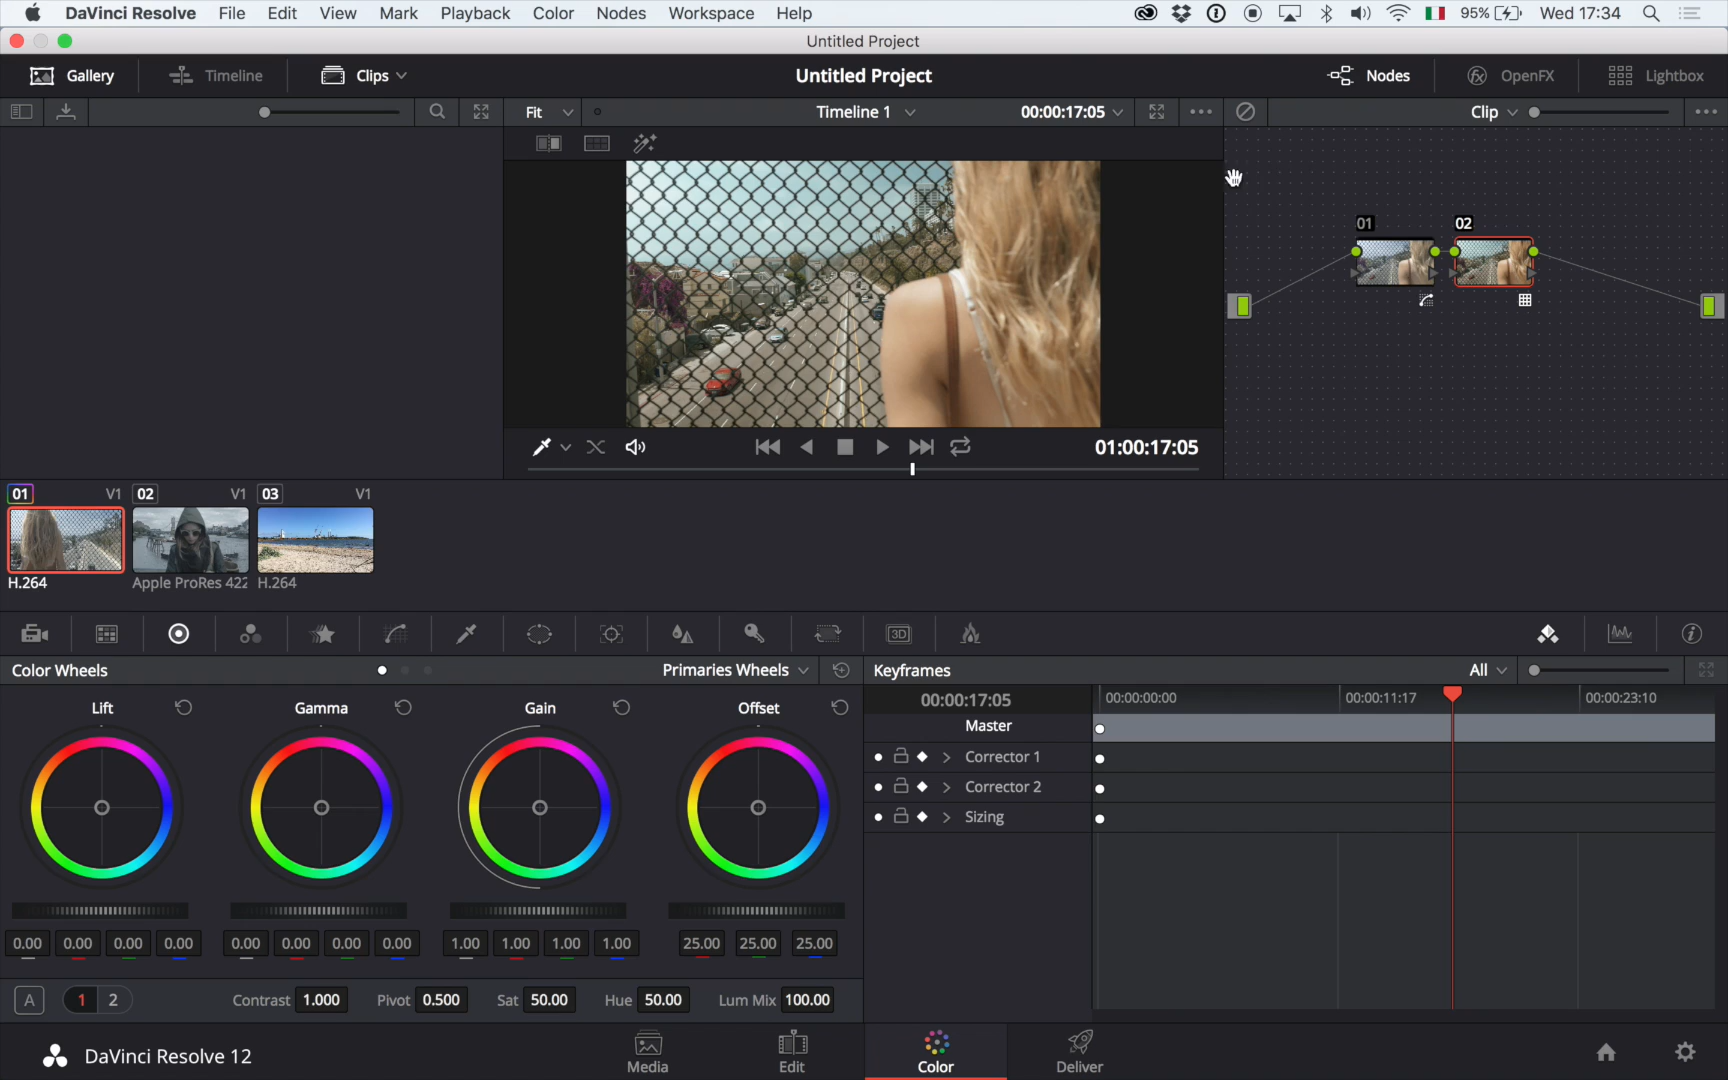 DaVinci Resolve File Edit View Mark Playback Color Nodes Workspace Help 95% Wed 17:34
Untitled Project
Gallery Timeline Clips Untitled Project Nodes OpenFX Lightbox
Fit Timeline 1 00:00:17:05 Clip
01 02
01:00:17:05
01 V1 02 V1 03 V1
H.264 Apple ProRes 422 H.264
3D
Color Wheels Primaries Wheels Keyframes All
Lift Gamma Gain Offset
00:00:17:05 00:00:00:00 00:00:11:17 00:00:23:10
Master
Corrector 1
Corrector 2
Sizing
0.00 0.00 0.00 0.00 0.00 0.00 0.00 0.00 1.00 1.00 1.00 1.00 25.00 25.00 25.00
A 1 2 Contrast 1.000 Pivot 0.500 Sat 50.00 Hue 50.00 Lum Mix 100.00
DaVinci Resolve 12 Media Edit Color Deliver